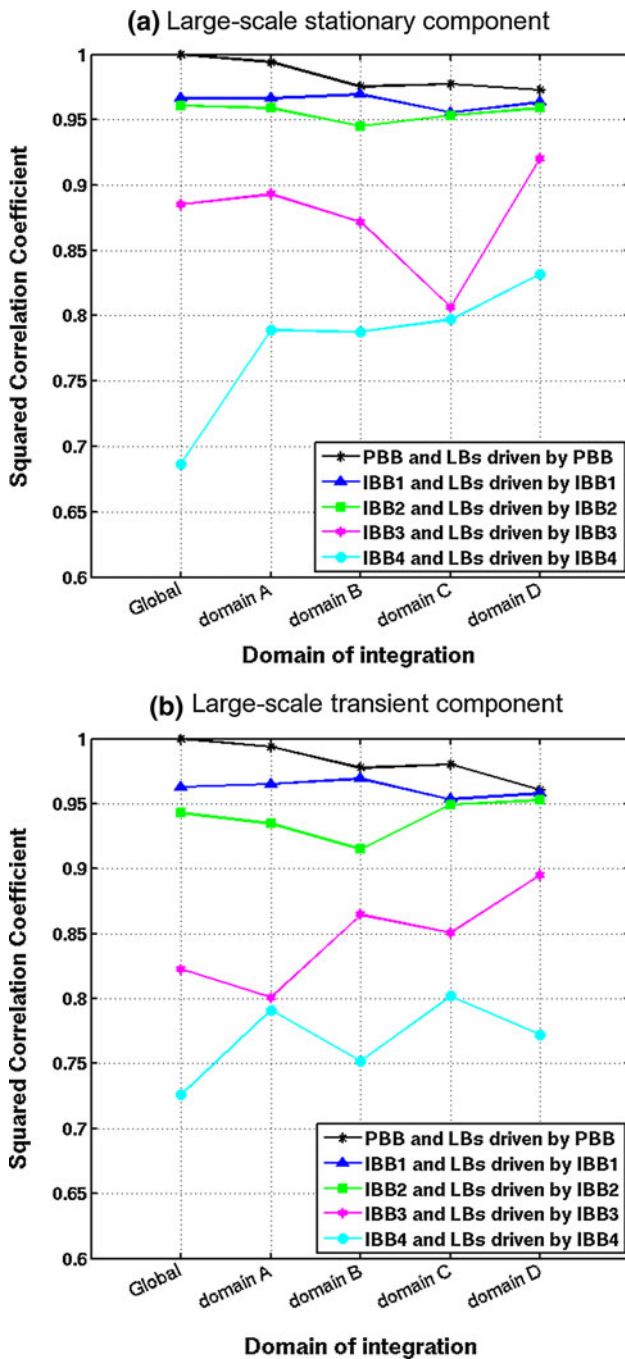 (a) Large-scale stationary component
Squared Correlation Coefficient
1
0.95
0.9
0.85
0.8
0.75
0.7
0.65
0.6
PBB and LBs driven by PBB
IBB1 and LBs driven by IBB1
IBB2 and LBs driven by IBB2
IBB3 and LBs driven by IBB3
IBB4 and LBs driven by IBB4
Global
domain A
domain B
domain C
domain D
Domain of integration
(b) Large-scale transient component
Squared Correlation Coefficient
1
0.95
0.9
0.85
0.8
0.75
0.7
0.65
0.6
PBB and LBs driven by PBB
IBB1 and LBs driven by IBB1
IBB2 and LBs driven by IBB2
IBB3 and LBs driven by IBB3
IBB4 and LBs driven by IBB4
Global
domain A
domain B
domain C
domain D
Domain of integration